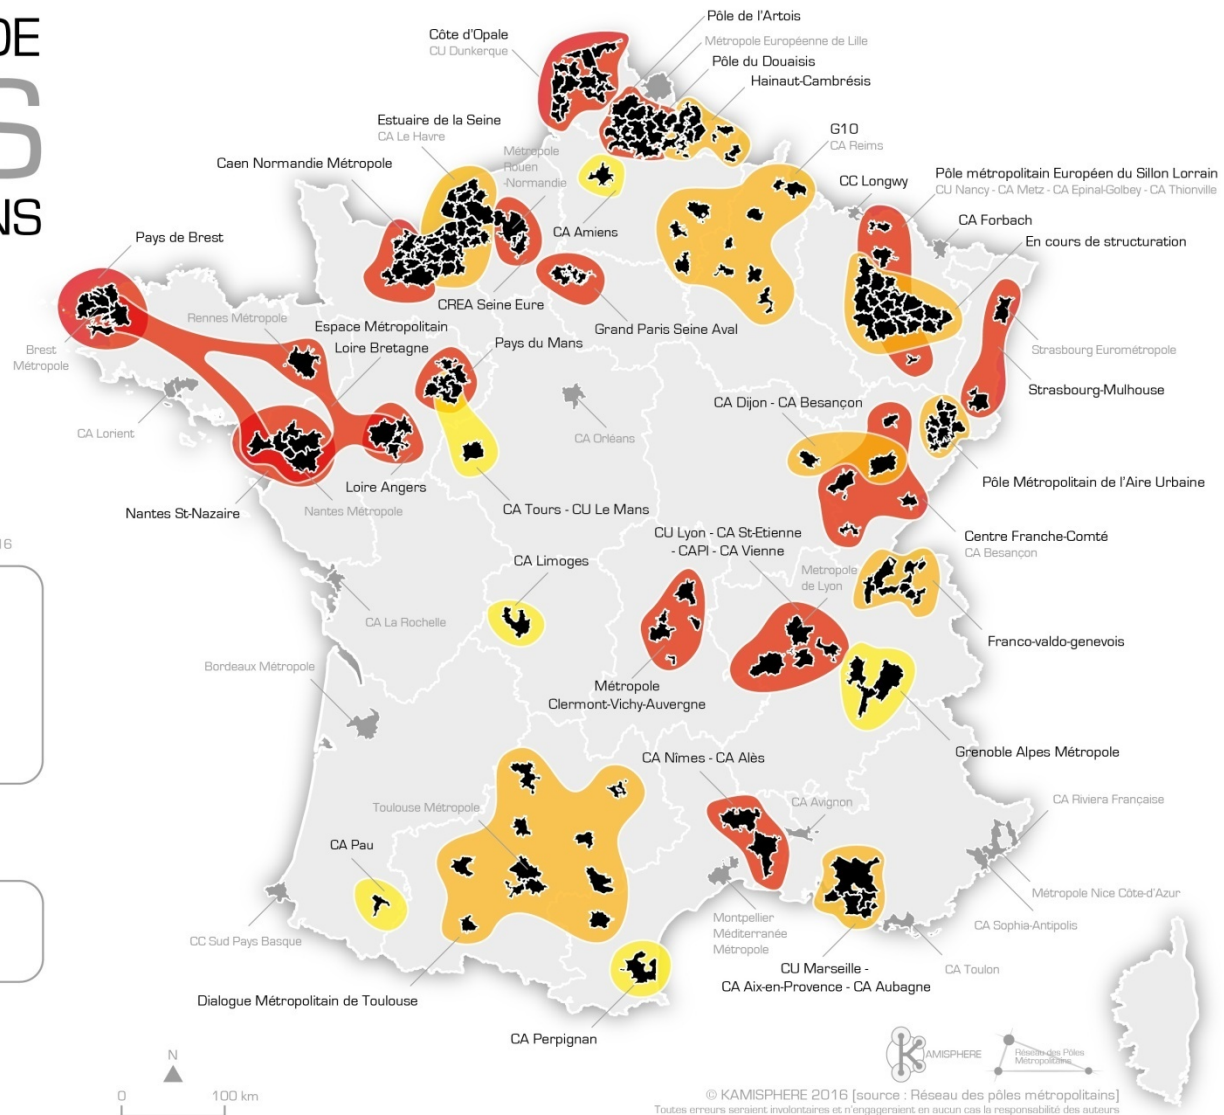 DE
S
NS
Pôle de l'Artois
Métropole Européenne de Lille
Pôle du Douaisis
Hainaut-Cambrésis
Côte d'Opale
CU Dunkerque
Estuaire de la Seine
CA Le Havre
Métropole
Rouen
-Normandie
G10
CA Reims
Caen Normandie Métropole
CC Longwy
Pôle métropolitain Européen du Sillon Lorrain
CU Nancy - CA Metz - CA Epinal-Golbey - CA Thionville
CA Forbach
En cours de structuration
CA Amiens
Pays de Brest
CREA Seine Eure
Grand Paris Seine Aval
Rennes Métropole
Espace Métropolitain
Loire Bretagne
Pays du Mans
Brest
Métropole
Strasbourg Eurométropole
Strasbourg-Mulhouse
CA Dijon - CA Besançon
CA Lorient
CA Orléans
Pôle Métropolitain de l'Aire Urbaine
Loire Angers
Nantes St-Nazaire
Nantes Métropole
CA Tours - CU Le Mans
CU Lyon - CA St-Etienne
- CAPI - CA Vienne
Centre Franche-Comté
CA Besançon
16
CA Limoges
Metropole
de Lyon
CA La Rochelle
Franco-valdo-genevois
Bordeaux Métropole
Métropole
Clermont-Vichy-Auvergne
Grenoble Alpes Métropole
CA Nîmes - CA Alès
Toulouse Métropole
CA Avignon
CA Riviera Française
CA Pau
Métropole Nice Côte-d'Azur
CA Sophia-Antipolis
CC Sud Pays Basque
Montpellier
Méditerranée
Métropole
CA Toulon
CU Marseille -
CA Aix-en-Provence - CA Aubagne
Dialogue Métropolitain de Toulouse
CA Perpignan
N
0 100 km
KAMISPHERE
Réseau des Pôles
Métropolitains
© KAMISPHERE 2016 [source : Réseau des pôles métropolitains]
Toutes erreurs seraient involontaires et n'engageraient en aucun cas la responsabilité des auteurs